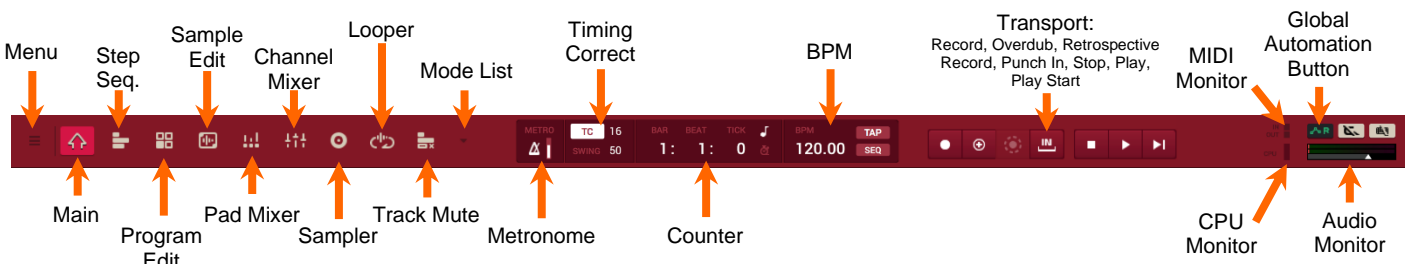 Menu
Step
Seq.
Sample
Edit
Channel
Mixer
Looper
Mode List
Timing
Correct
BPM
Transport:
Record, Overdub, Retrospective
Record, Punch In, Stop, Play,
Play Start
MIDI
Monitor
Global
Automation
Button
METRO
TC 16
SWING 50
BAR BEAT TICK
1: 1: 0
BPM TAP
120.00 SEQ
IN
OUT
CPU
R
IN
Main
Program
Edit
Pad Mixer
Sampler
Track Mute
Metronome
Counter
CPU
Monitor
Audio
Monitor